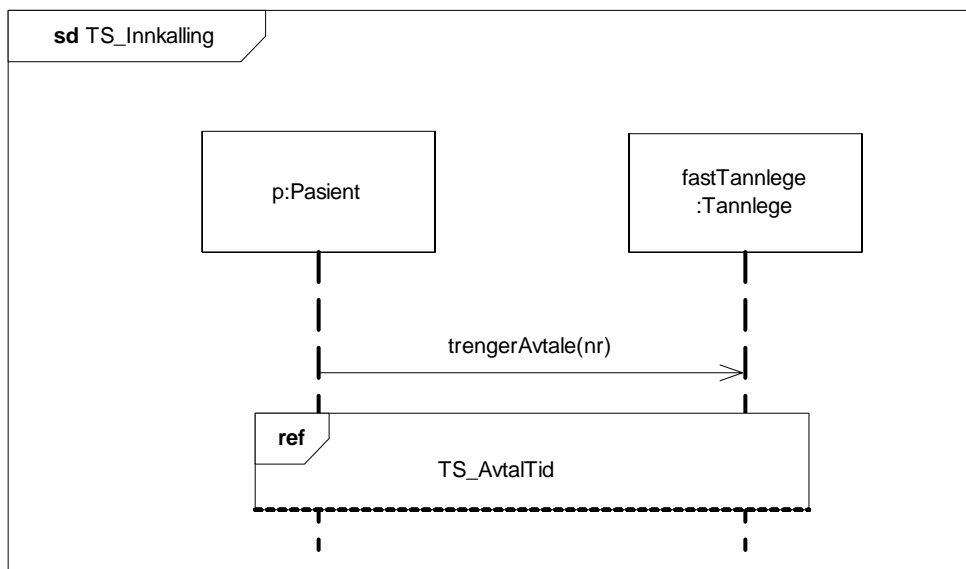 sd TS_Innkalling
p:Pasient
fastTannlege
:Tannlege
trengerAvtale(nr)
ref
TS_AvtalTid